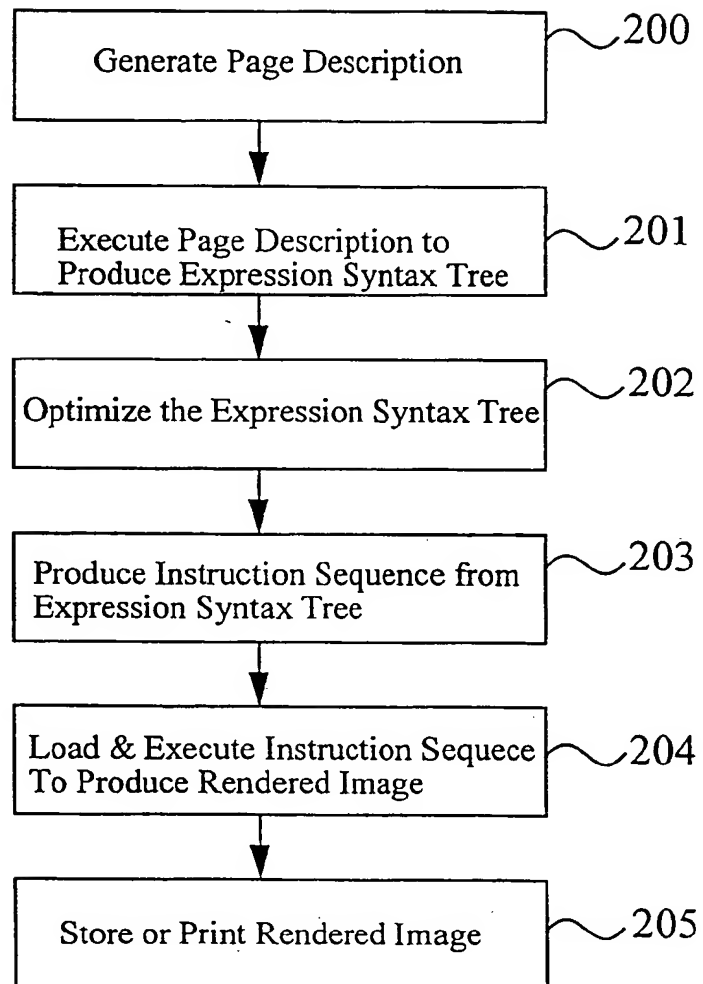 200
Generate Page Description
201
Execute Page Description to
Produce Expression Syntax Tree
202
Optimize the Expression Syntax Tree
203
Produce Instruction Sequence from
Expression Syntax Tree
204
Load & Execute Instruction Sequece
To Produce Rendered Image
205
Store or Print Rendered Image